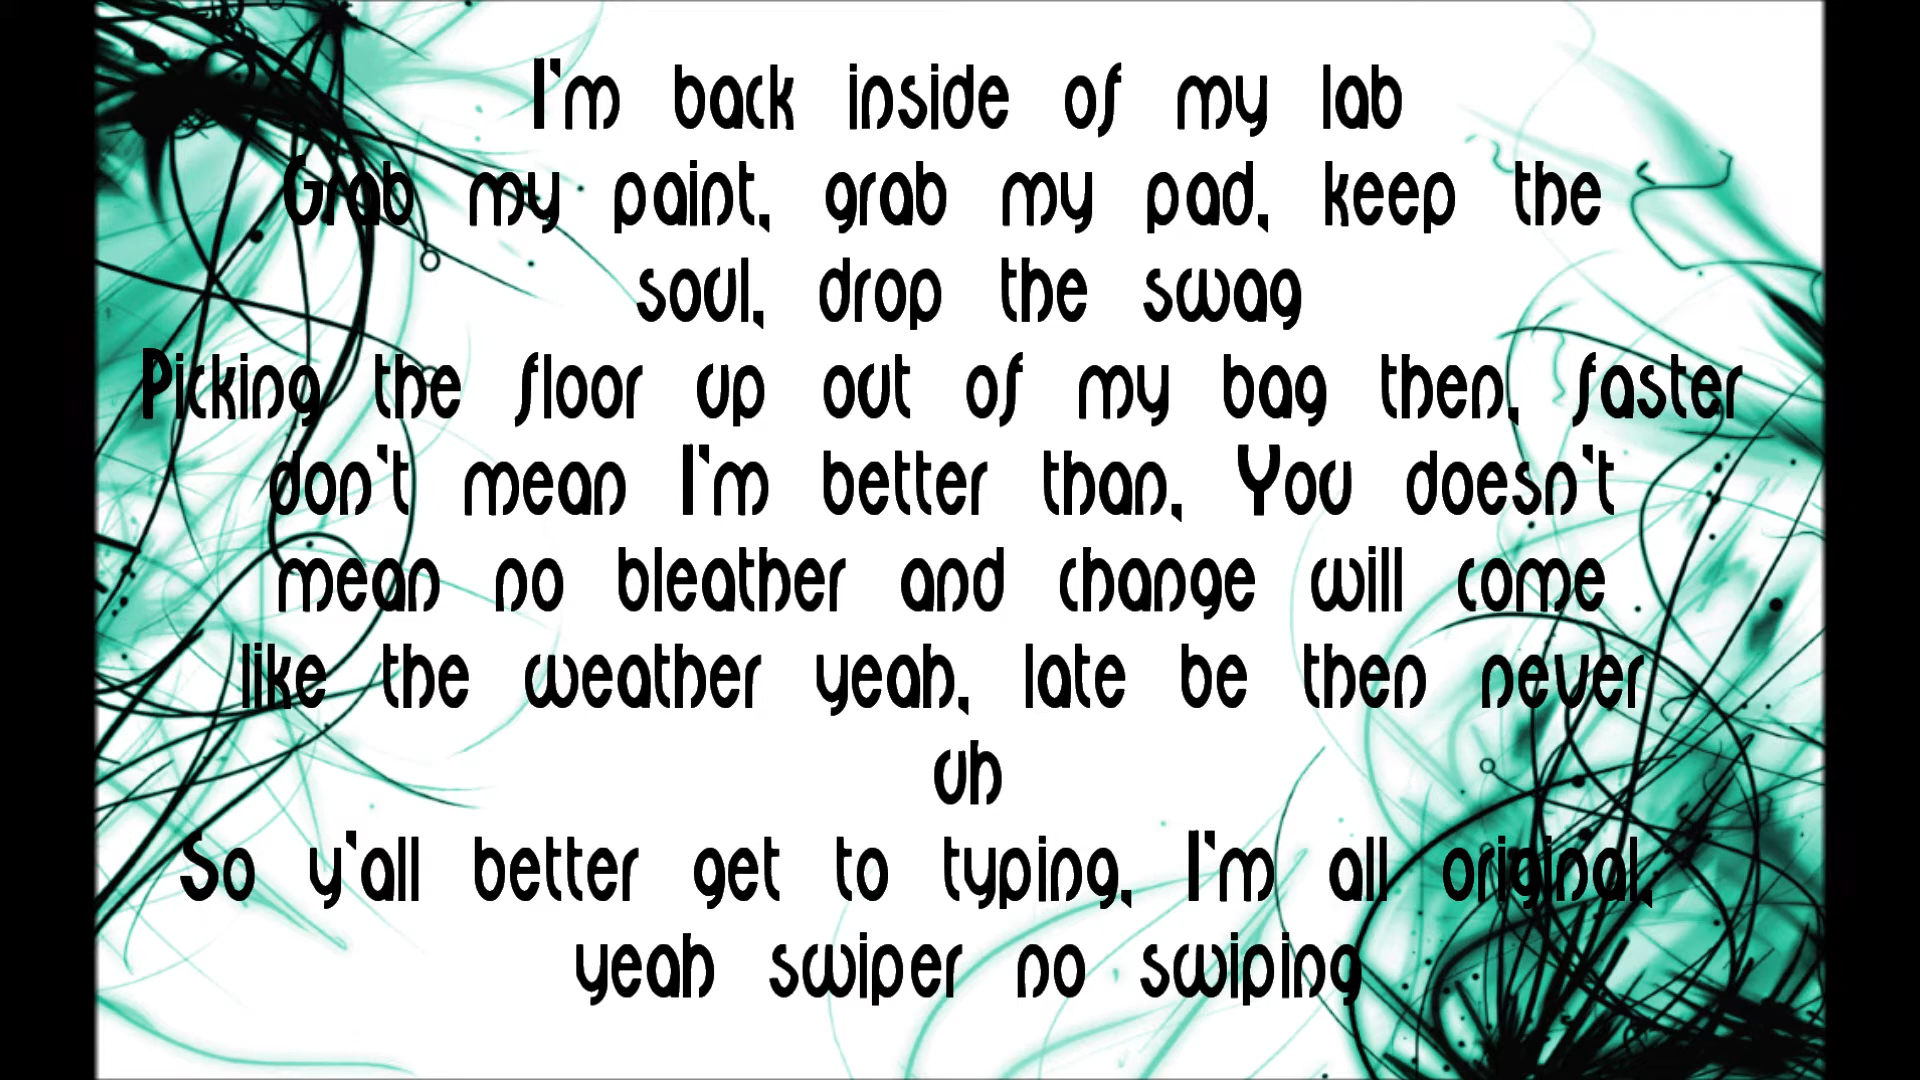 I'm back inside of my lab
Grab my paint, grab my pad, keep the
soul, drop the swag
Picking the floor up out of my bag then, faster
don't mean I'm better than, You doesn't
mean no bleather and change will come
like the weather yeah, late be then never
uh
So y'all better get to typing, I'm all original,
yeah swiper no swiping